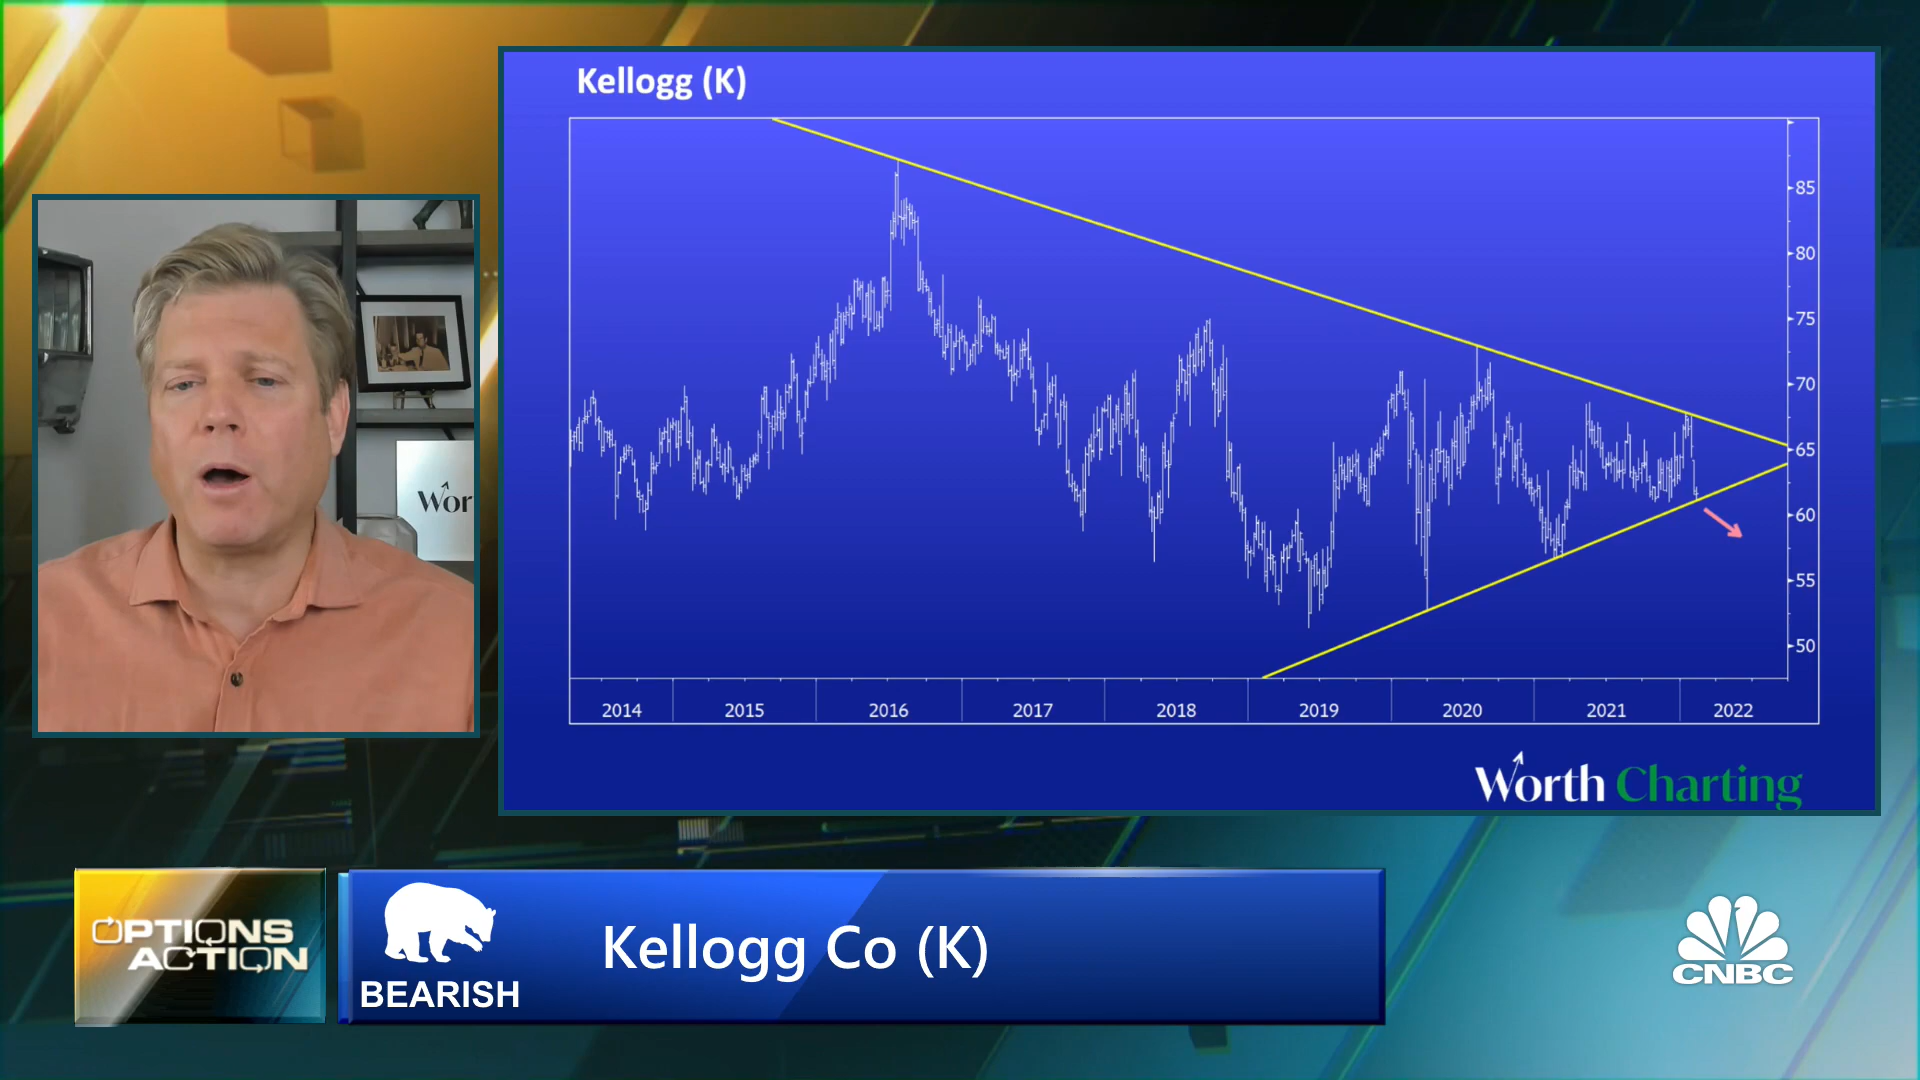 Kellogg (K)
85
80
75
70
65
60
55
50
2014 2015 2016 2017 2018 2019 2020 2021 2022
Worth Charting
Wor
OPTIONS
ACTION
BEARISH
Kellogg Co (K)
CNBC